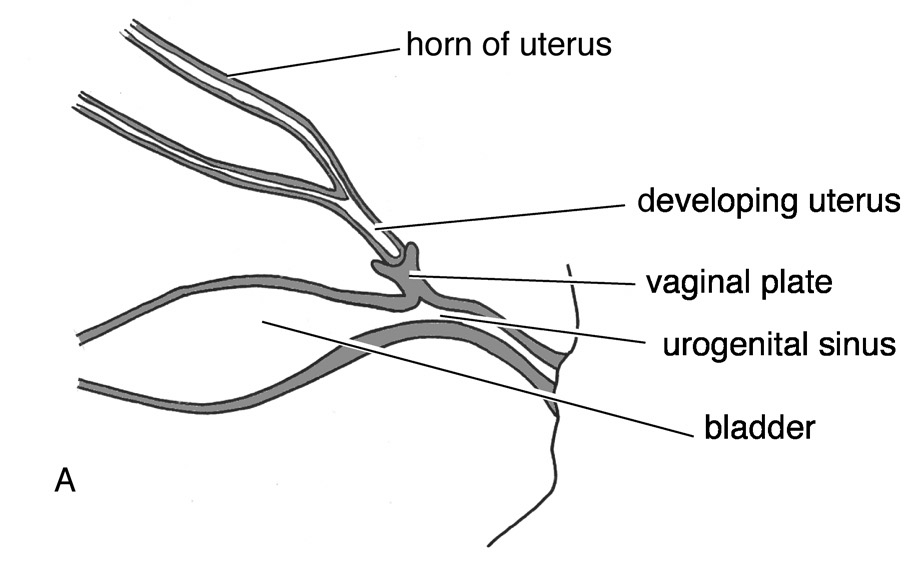 horn of uterus
developing uterus
vaginal plate
urogenital sinus
bladder
A